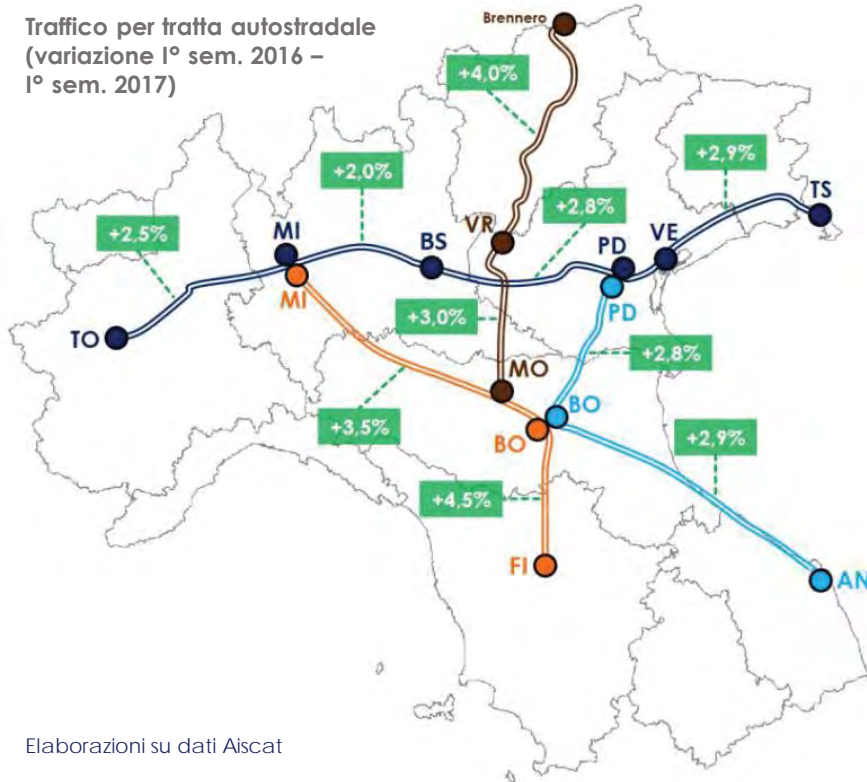 Traffico per tratta autostradale
(variazione I° sem. 2016 –
I° sem. 2017)
Brennero
+4,0%
+2,9%
+2,0%
TS
+2,8%
+2,5%
MI
BS
VR
PD
VE
MI
PD
+3,0%
TO
+2,8%
MO
BO
+3,5%
BO
+2,9%
+4,5%
FI
AN
Elaborazioni su dati Aiscat